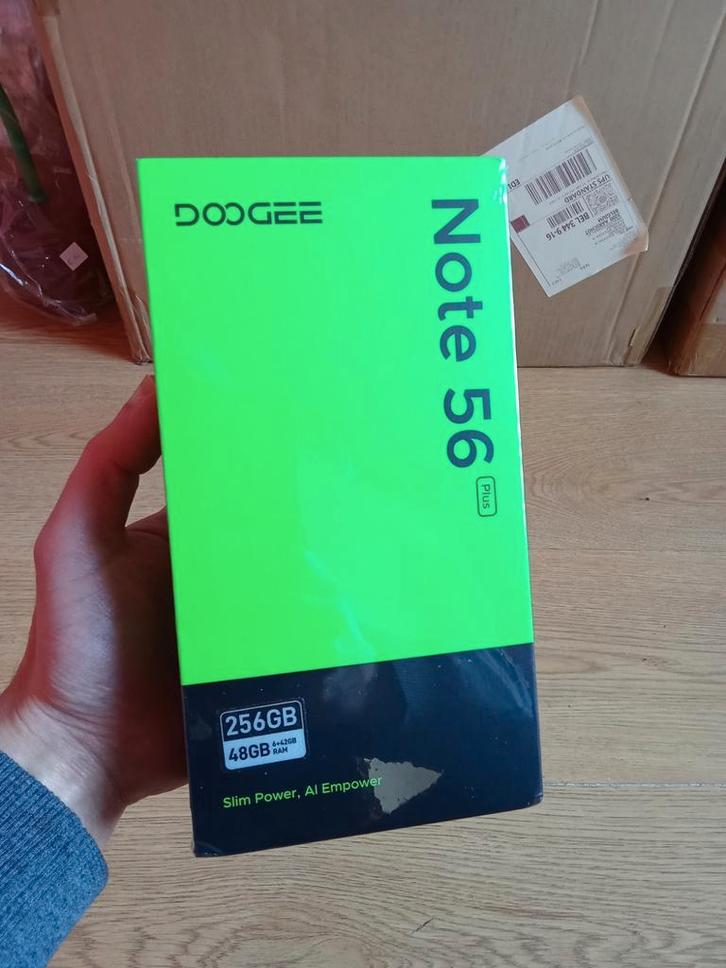 DOOGEE
Note 56
Plus
256GB
48GB 6+42GB RAM
Slim Power, AI Empower
UPS STANDARD
BEL 344 9-16